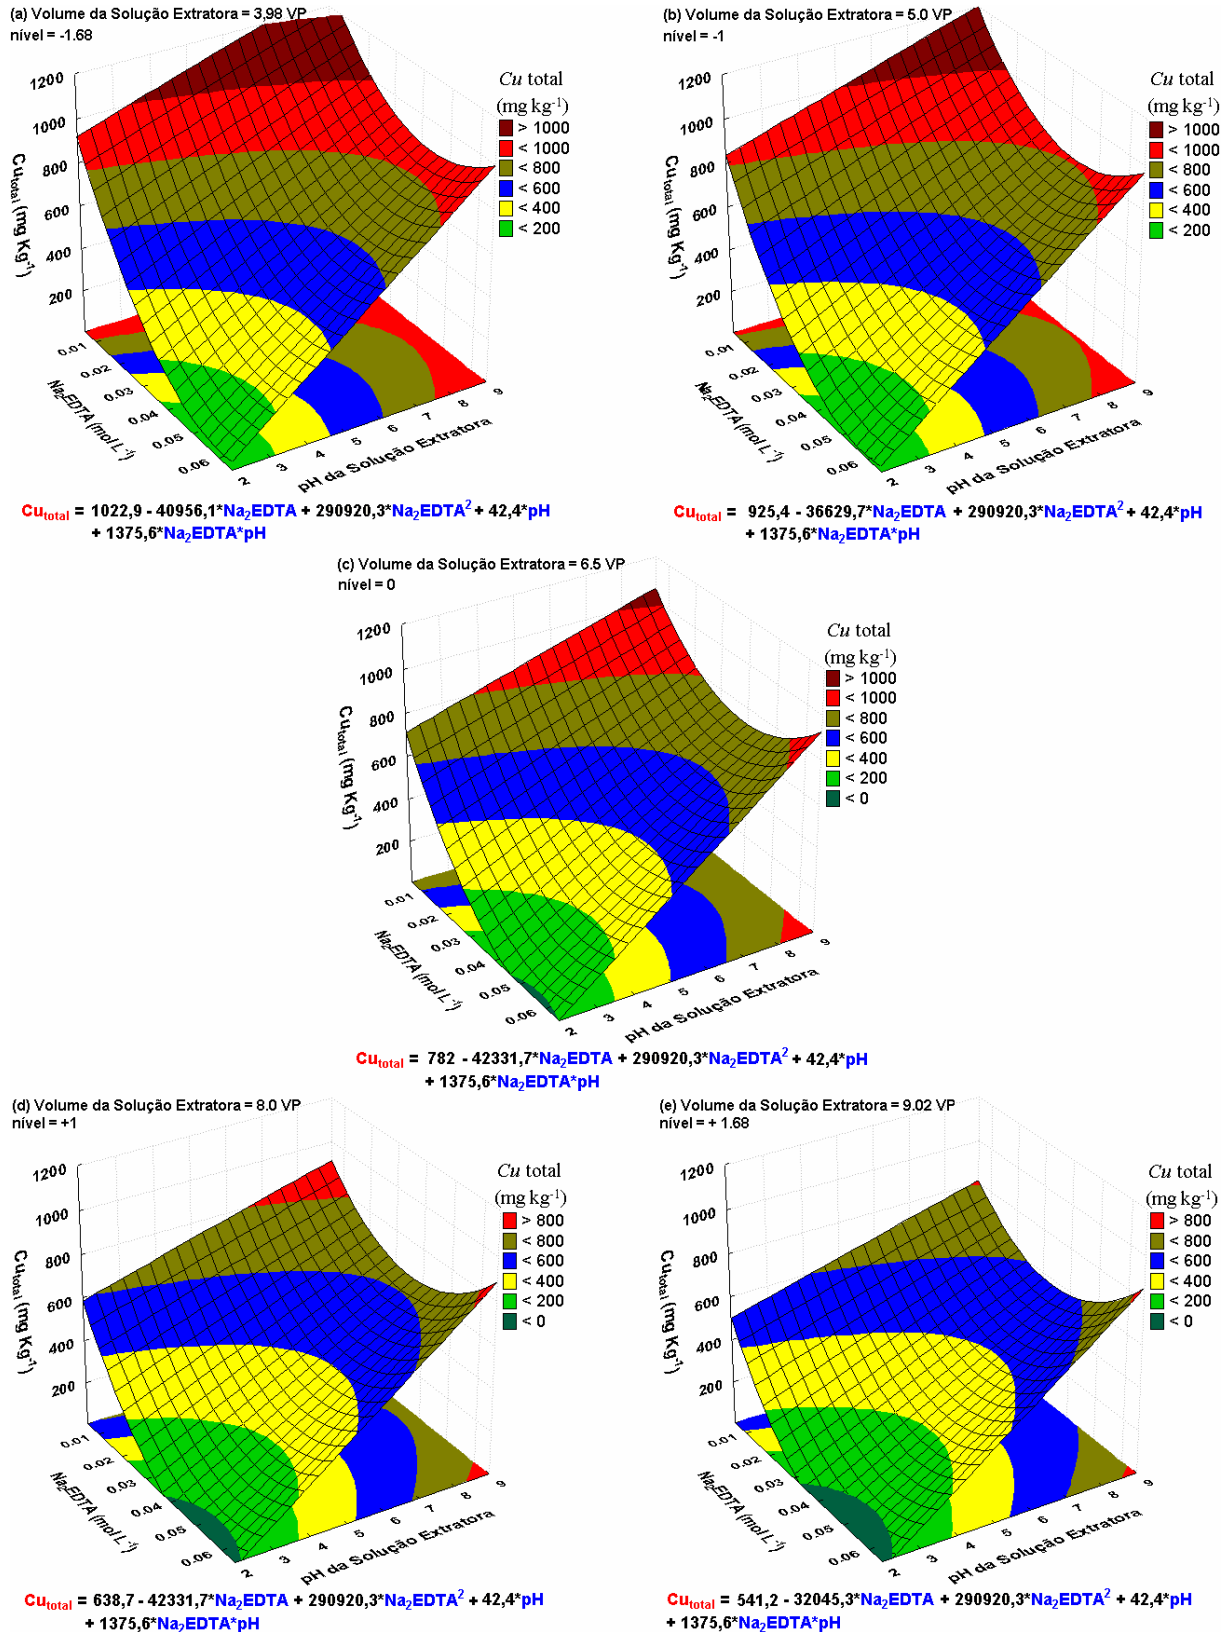 (a) Volume da Solução Extratora = 3,98 VP
nível = -1.68
Cu total
(mg kg-1)
> 1000
< 1000
< 800
< 600
< 400
< 200
Cutotal (mg Kg-1)
1200
1000
800
600
400
200
0.01
0.02
0.03
0.04
0.05
0.06
Na2EDTA (mol L-1)
2
3
4
5
6
7
8
9
pH da Solução Extratora
Cutotal = 1022,9 - 40956,1*Na2EDTA + 290920,3*Na2EDTA2 + 42,4*pH
+ 1375,6*Na2EDTA*pH
(b) Volume da Solução Extratora = 5.0 VP
nível = -1
Cu total
(mg kg-1)
> 1000
< 1000
< 800
< 600
< 400
< 200
Cutotal (mg Kg-1)
1200
1000
800
600
400
200
0.01
0.02
0.03
0.04
0.05
0.06
Na2EDTA (mol L-1)
2
3
4
5
6
7
8
9
pH da Solução Extratora
Cutotal = 925,4 - 36629,7*Na2EDTA + 290920,3*Na2EDTA2 + 42,4*pH
+ 1375,6*Na2EDTA*pH
(c) Volume da Solução Extratora = 6.5 VP
nível = 0
Cu total
(mg kg-1)
> 1000
< 1000
< 800
< 600
< 400
< 200
< 0
Cutotal (mg Kg-1)
1200
1000
800
600
400
200
0.01
0.02
0.03
0.04
0.05
0.06
Na2EDTA (mol L-1)
2
3
4
5
6
7
8
9
pH da Solução Extratora
Cutotal = 782 - 42331,7*Na2EDTA + 290920,3*Na2EDTA2 + 42,4*pH
+ 1375,6*Na2EDTA*pH
(d) Volume da Solução Extratora = 8.0 VP
nível = +1
Cu total
(mg kg-1)
> 800
< 800
< 600
< 400
< 200
< 0
Cutotal (mg Kg-1)
1200
1000
800
600
400
200
0.01
0.02
0.03
0.04
0.05
0.06
Na2EDTA (mol L-1)
2
3
4
5
6
7
8
9
pH da Solução Extratora
Cutotal = 638,7 - 42331,7*Na2EDTA + 290920,3*Na2EDTA2 + 42,4*pH
+ 1375,6*Na2EDTA*pH
(e) Volume da Solução Extratora = 9.02 VP
nível = + 1.68
Cu total
(mg kg-1)
> 800
< 800
< 600
< 400
< 200
< 0
Cutotal (mg Kg-1)
1200
1000
800
600
400
200
0.01
0.02
0.03
0.04
0.05
0.06
Na2EDTA (mol L-1)
2
3
4
5
6
7
8
9
pH da Solução Extratora
Cutotal = 541,2 - 32045,3*Na2EDTA + 290920,3*Na2EDTA2 + 42,4*pH
+ 1375,6*Na2EDTA*pH